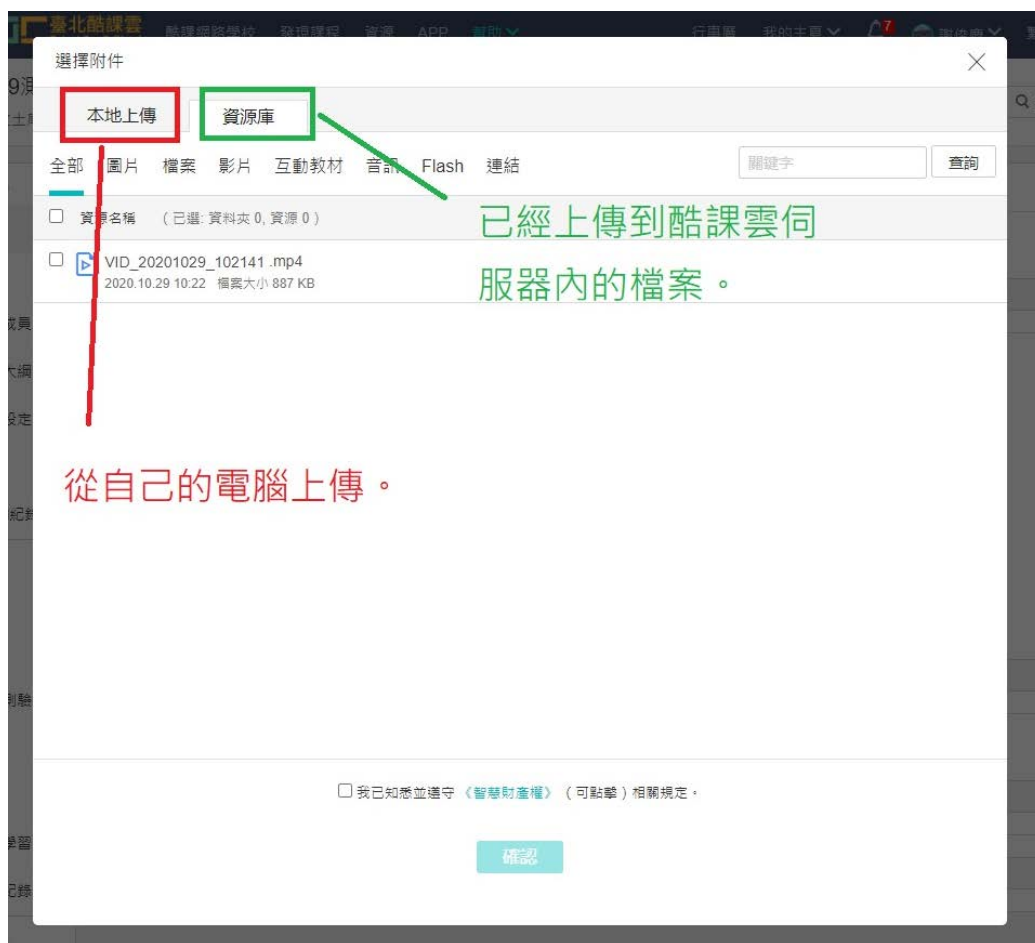 臺北酷課雲 酷課網路學校 發現課程 資源 APP 幫助 行事曆 我的主頁 7
選擇附件
本地上傳 資源庫
全部 圖片 檔案 影片 互動教材 音訊 Flash 連結 關鍵字 查詢
資源名稱 (已選: 資料夾 0, 資源 0)
已經上傳到酷課雲伺
VID_20201029_102141 .mp4
2020.10.29 10:22 檔案大小 887 KB
服器內的檔案。
從自己的電腦上傳。
我已知悉並遵守《智慧財產權》(可點擊)相關規定。
確認